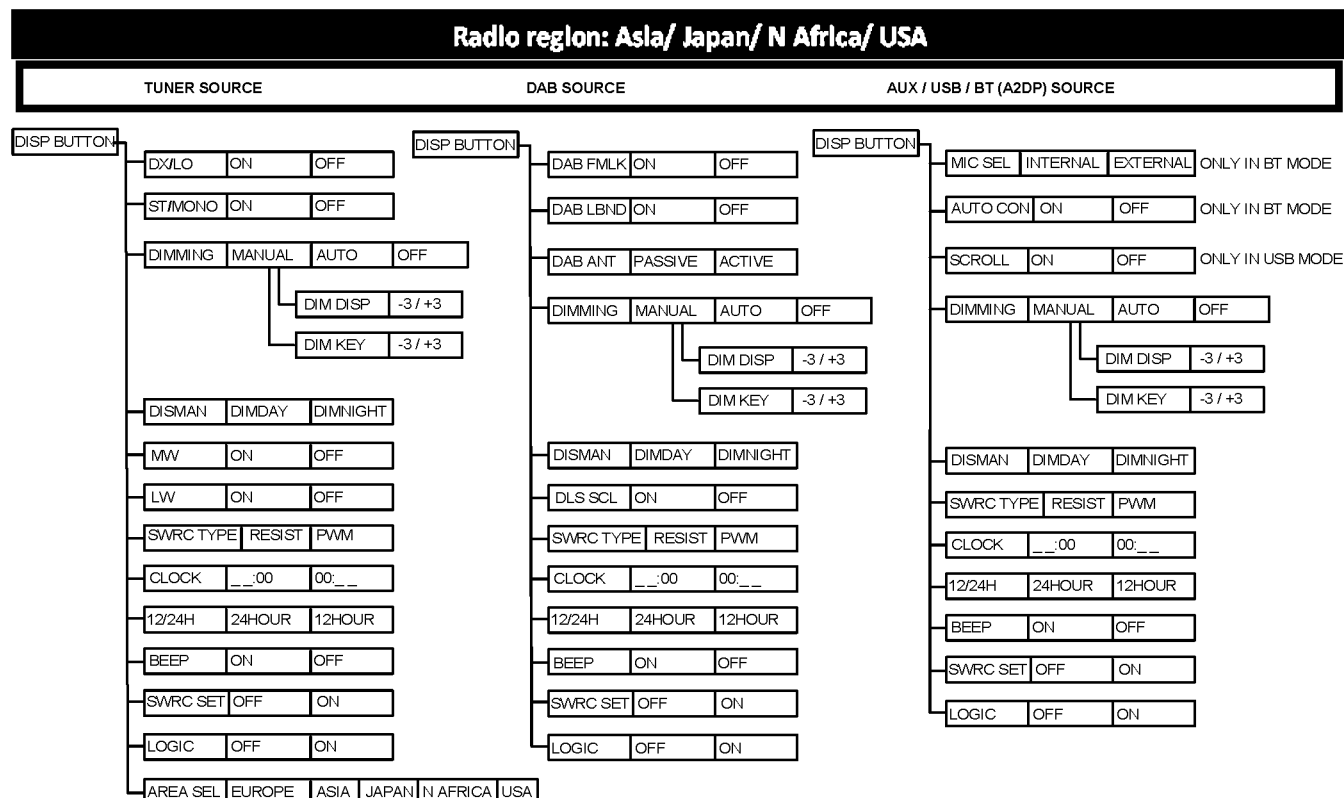 Radio region: Asia/ Japan/ N Africa/ USA
TUNER SOURCE
DAB SOURCE
AUX / USB / BT (A2DP) SOURCE
DISP BUTTON
DX/LO ON OFF
ST/MONO ON OFF
DIMMING MANUAL AUTO OFF
DIM DISP -3 / +3
DIM KEY -3 / +3
DISMAN DIMDAY DIMNIGHT
MW ON OFF
LW ON OFF
SWRC TYPE RESIST PWM
CLOCK _ _:00 00:_ _
12/24H 24HOUR 12HOUR
BEEP ON OFF
SWRC SET OFF ON
LOGIC OFF ON
AREA SEL EUROPE ASIA JAPAN N AFRICA USA
DISP BUTTON
DAB FMLK ON OFF
DAB LBND ON OFF
DAB ANT PASSIVE ACTIVE
DIMMING MANUAL AUTO OFF
DIM DISP -3 / +3
DIM KEY -3 / +3
DISMAN DIMDAY DIMNIGHT
DLS SCL ON OFF
SWRC TYPE RESIST PWM
CLOCK _ _:00 00:_ _
12/24H 24HOUR 12HOUR
BEEP ON OFF
SWRC SET OFF ON
LOGIC OFF ON
DISP BUTTON
MIC SEL INTERNAL EXTERNAL ONLY IN BT MODE
AUTO CON ON OFF ONLY IN BT MODE
SCROLL ON OFF ONLY IN USB MODE
DIMMING MANUAL AUTO OFF
DIM DISP -3 / +3
DIM KEY -3 / +3
DISMAN DIMDAY DIMNIGHT
SWRC TYPE RESIST PWM
CLOCK _ _:00 00:_ _
12/24H 24HOUR 12HOUR
BEEP ON OFF
SWRC SET OFF ON
LOGIC OFF ON